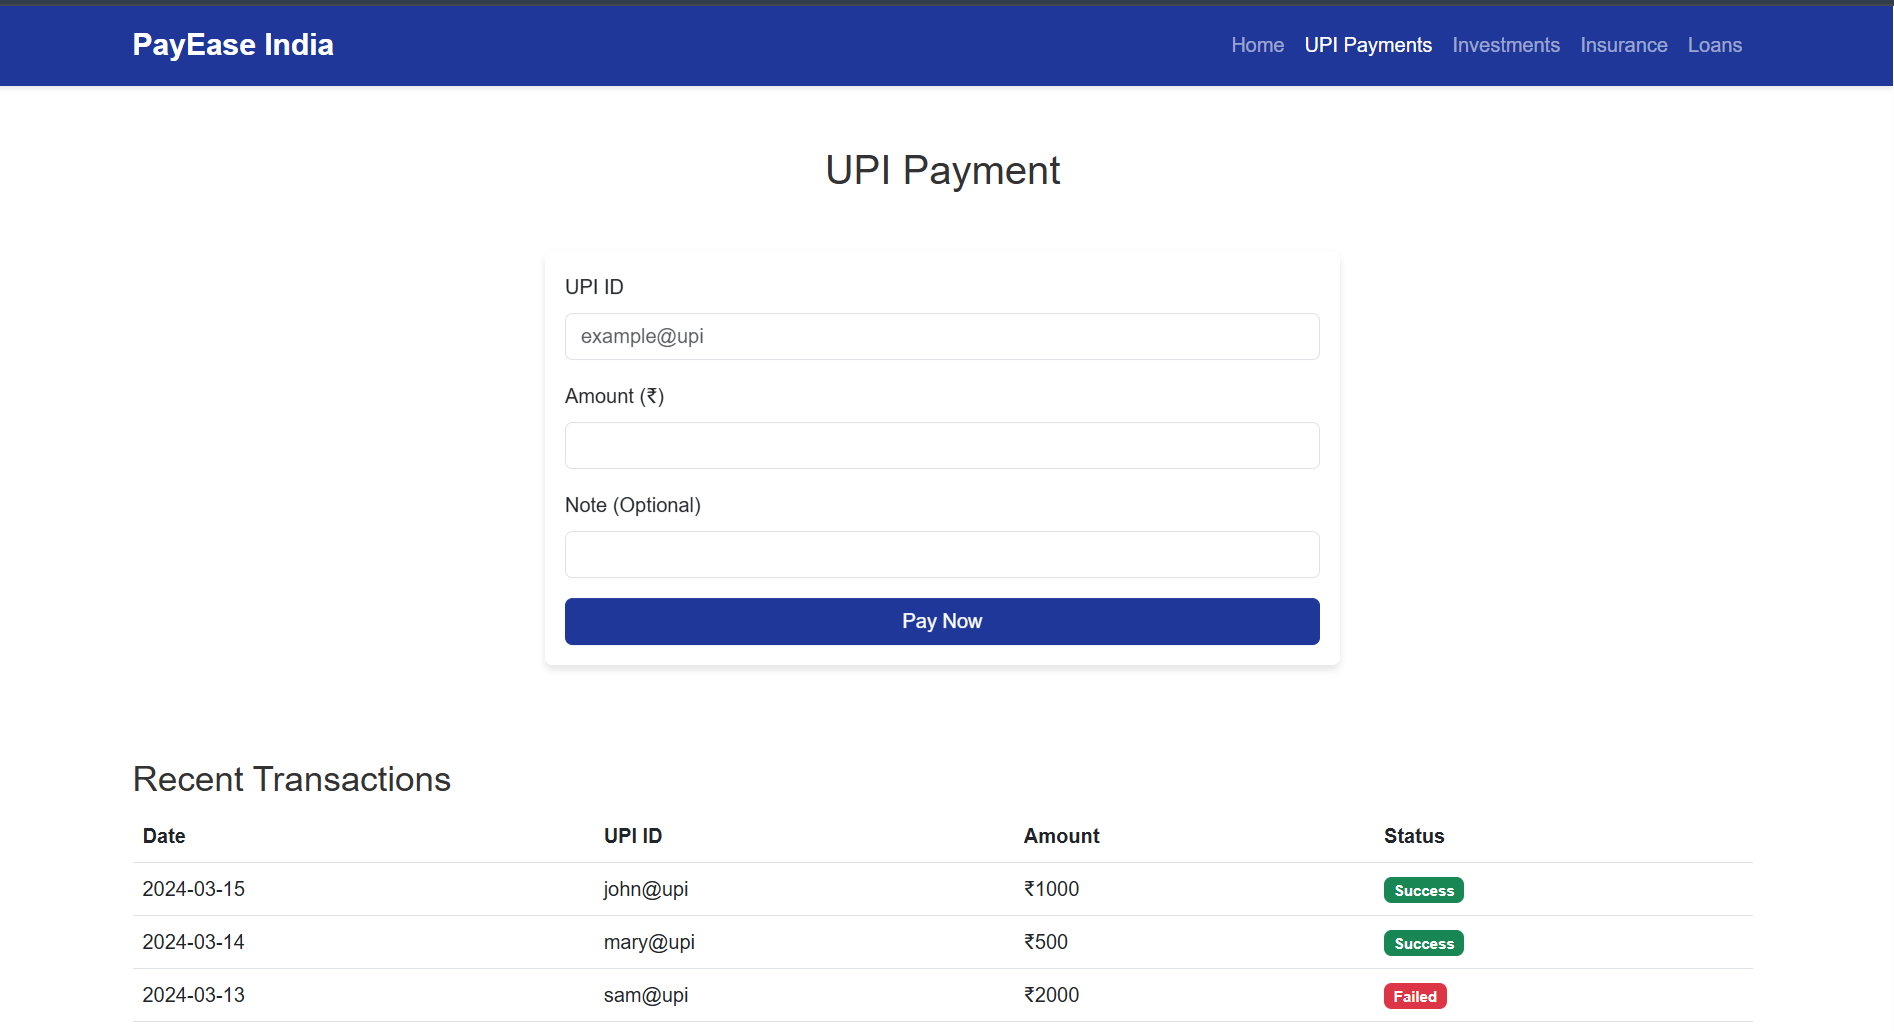 PayEase India Home UPI Payments Investments Insurance Loans
UPI Payment
UPI ID
example@upi
Amount (₹)
Note (Optional)
Pay Now
Recent Transactions
Date UPI ID Amount Status
2024-03-15 john@upi ₹1000 Success
2024-03-14 mary@upi ₹500 Success
2024-03-13 sam@upi ₹2000 Failed